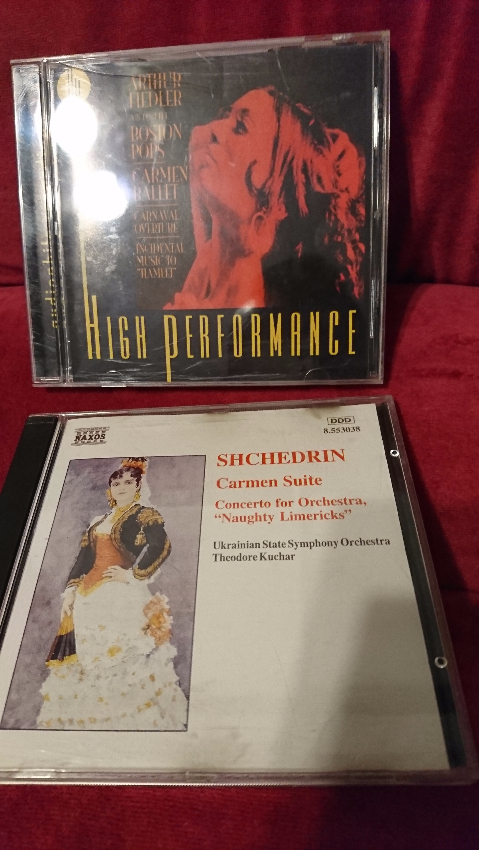 ARTHUR
FIEDLER
BOSTON
POPS
CARMEN
BALLET
CARNAVAL
OVERTURE
INCIDENTAL
MUSIC TO
"HAMLET"
HIGH PERFORMANCE
NAXOS
DDD
8.553038
SHCHEDRIN
Carmen Suite
Concerto for Orchestra,
"Naughty Limericks"
Ukrainian State Symphony Orchestra
Theodore Kuchar